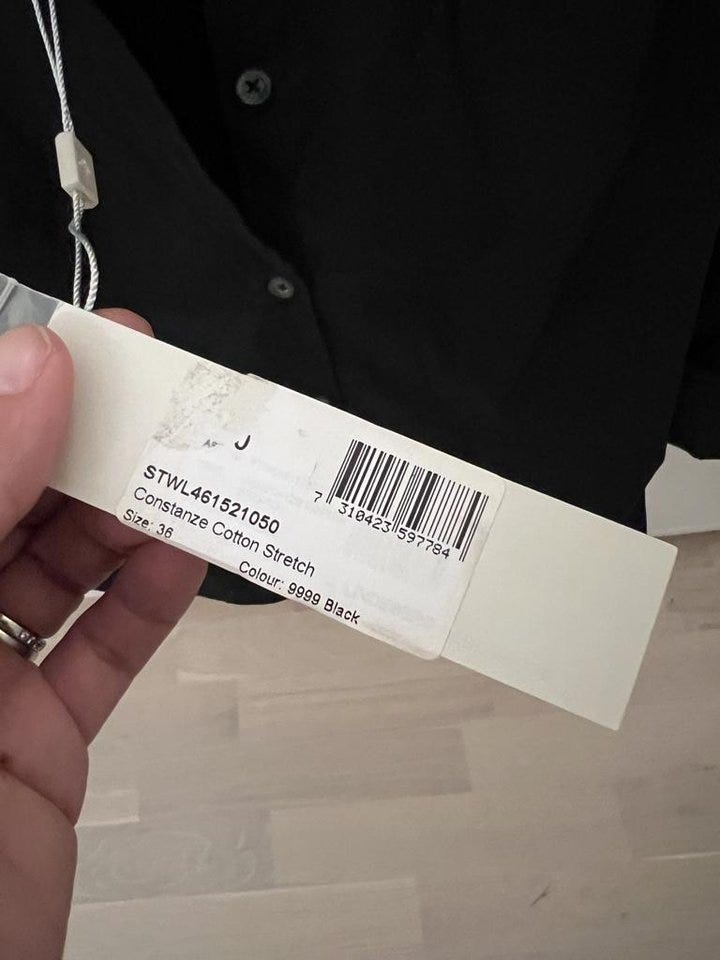 J
STWL461521050
Constanze Cotton Stretch
Size: 36
Colour: 9999 Black
7 310423 597784